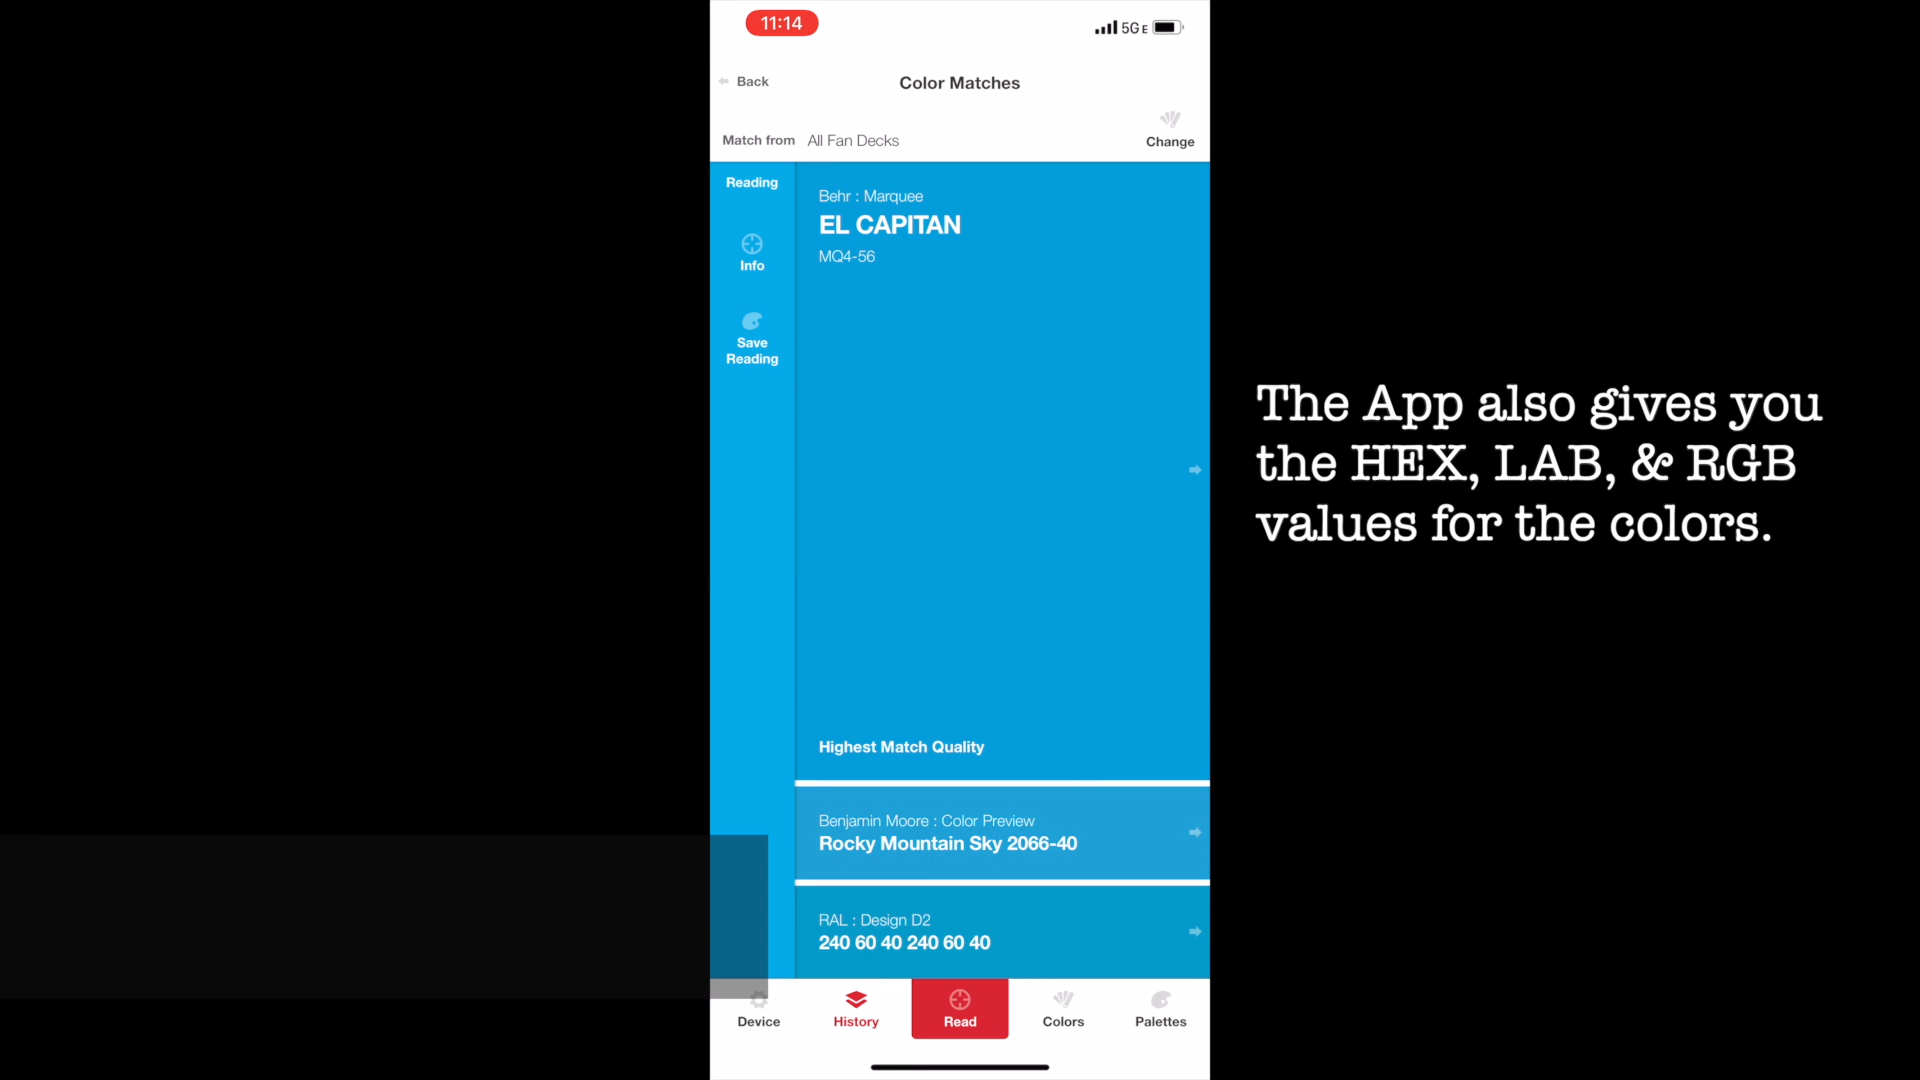 11:14
5GE
Back
Color Matches
Match from All Fan Decks
Change
Reading
Info
Save
Reading
Behr : Marquee
EL CAPITAN
MQ4-56
Highest Match Quality
Benjamin Moore : Color Preview
Rocky Mountain Sky 2066-40
RAL : Design D2
240 60 40 240 60 40
Device
History
Read
Colors
Palettes
The App also gives you
the HEX, LAB, & RGB
values for the colors.